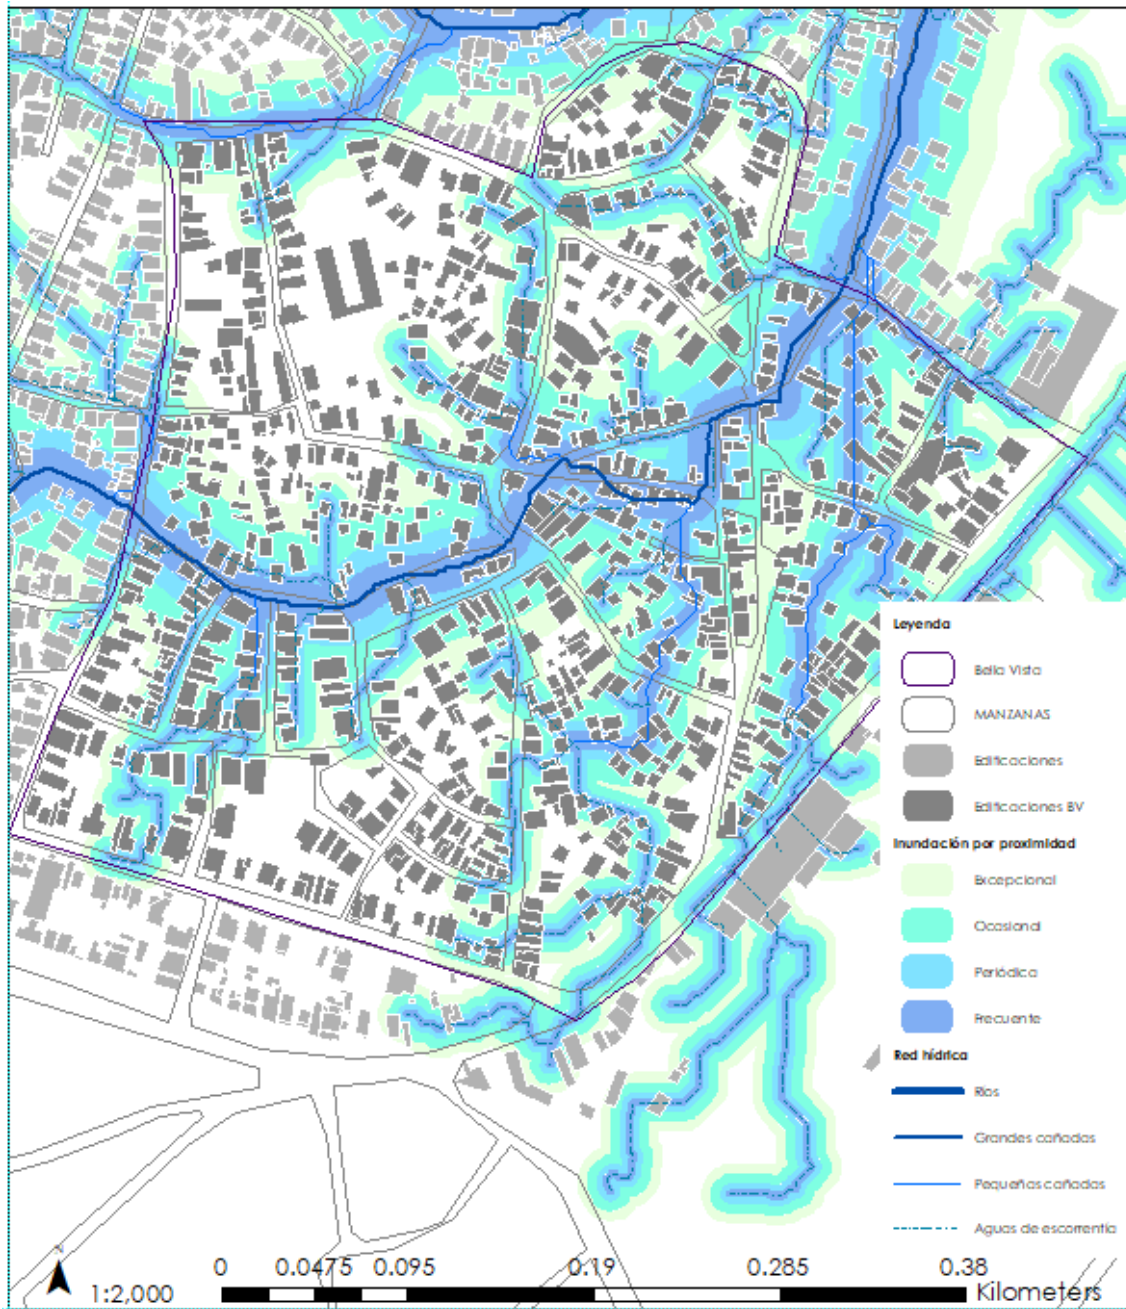 Leyenda
Bella Vista
MANZANAS
Edificaciones
Edificaciones BV
Inundación por proximidad
Excepcional
Ocasional
Periódica
Frecuente
Red hídrica
Ríos
Grandes cañadas
Pequeñas cañadas
Aguas de escorrentía
N
1:2,000
0 0.0475 0.095 0.19 0.285 0.38
Kilometers